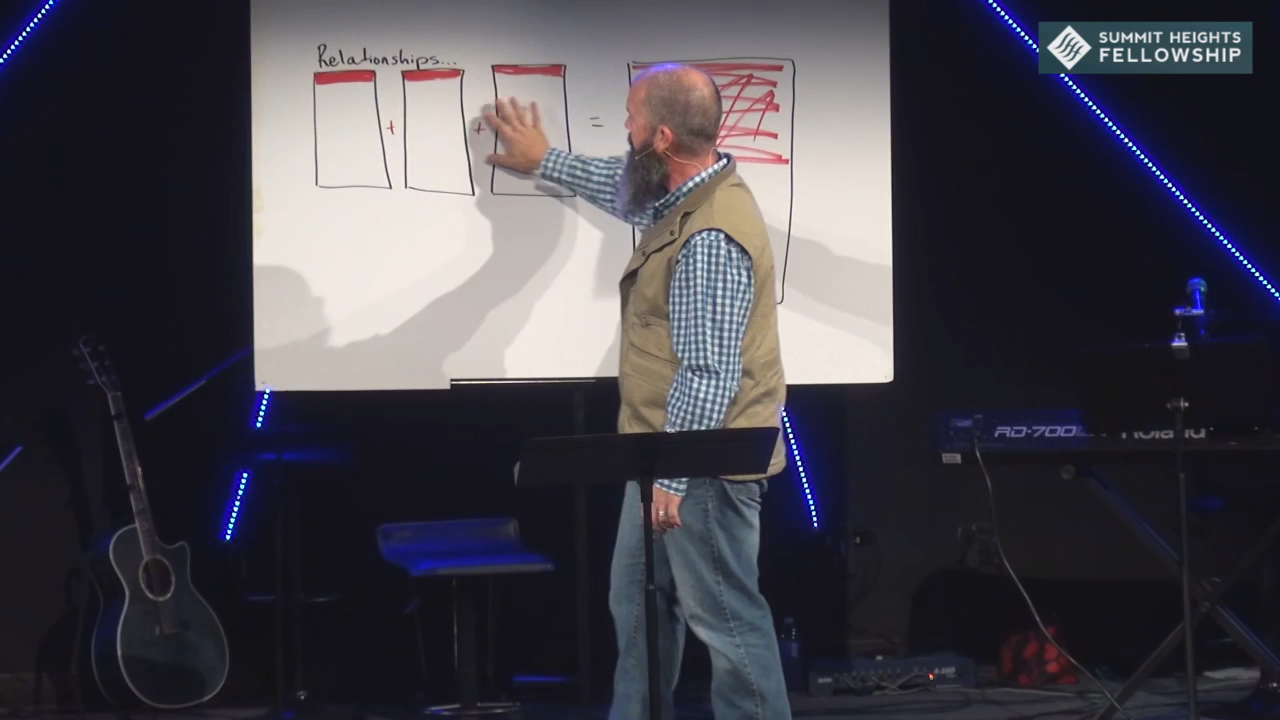 SUMMIT HEIGHTS
FELLOWSHIP
Relationships...
+ + =
RD-700
Roland